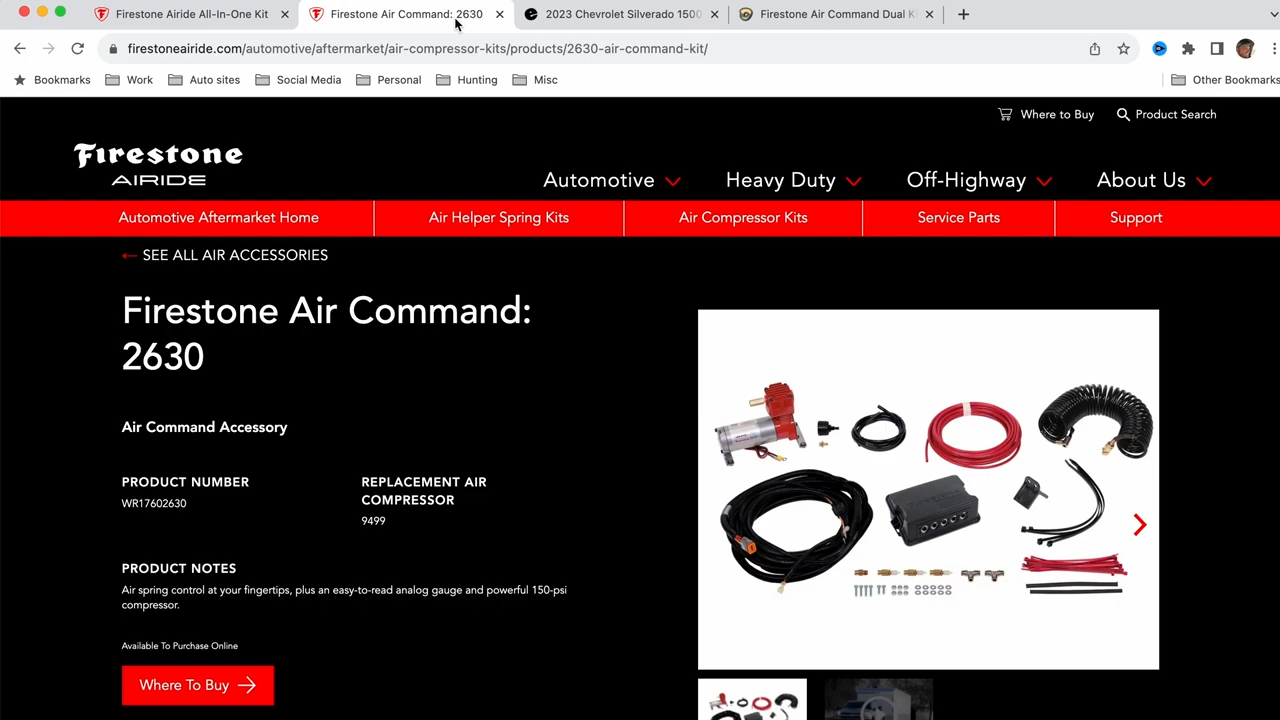 Firestone Airide All-In-One Kit
Firestone Air Command: 2630
2023 Chevrolet Silverado 1500
Firestone Air Command Dual K
firestoneairide.com/automotive/aftermarket/air-compressor-kits/products/2630-air-command-kit/
Bookmarks
Work
Auto sites
Social Media
Personal
Hunting
Misc
Other Bookmarks
Where to Buy
Product Search
Firestone
AIRIDE
Automotive
Heavy Duty
Off-Highway
About Us
Automotive Aftermarket Home
Air Helper Spring Kits
Air Compressor Kits
Service Parts
Support
SEE ALL AIR ACCESSORIES
Firestone Air Command:
2630
Air Command Accessory
PRODUCT NUMBER
WR17602630
REPLACEMENT AIR
COMPRESSOR
9499
PRODUCT NOTES
Air spring control at your fingertips, plus an easy-to-read analog gauge and powerful 150-psi
compressor.
Available To Purchase Online
Where To Buy